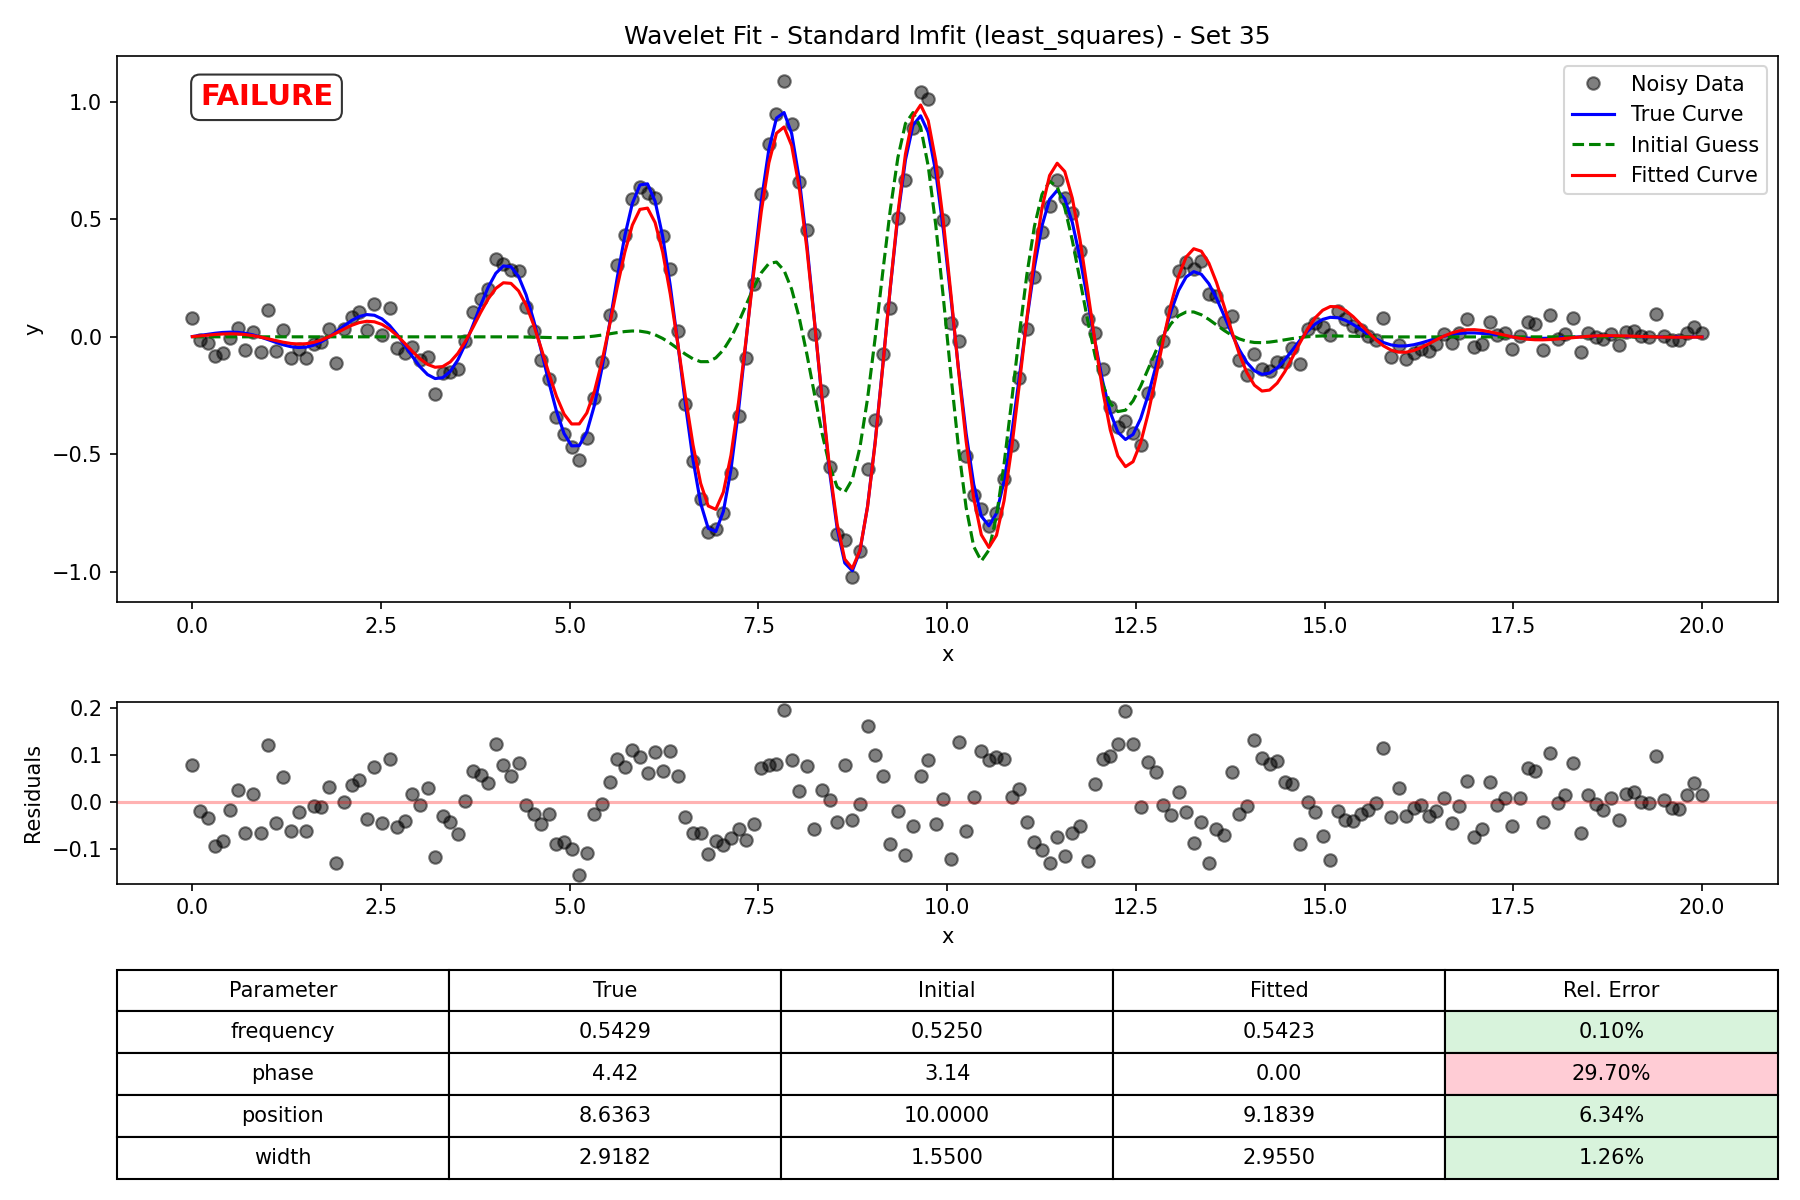 Wavelet Fit - Standard lmfit (least_squares) - Set 35
FAILURE
Noisy Data
True Curve
Initial Guess
Fitted Curve
y
1.0
0.5
0.0
−0.5
−1.0
0.0 2.5 5.0 7.5 10.0 12.5 15.0 17.5 20.0
x
Residuals
0.2
0.1
0.0
−0.1
0.0 2.5 5.0 7.5 10.0 12.5 15.0 17.5 20.0
x
Parameter True Initial Fitted Rel. Error
frequency 0.5429 0.5250 0.5423 0.10%
phase 4.42 3.14 0.00 29.70%
position 8.6363 10.0000 9.1839 6.34%
width 2.9182 1.5500 2.9550 1.26%